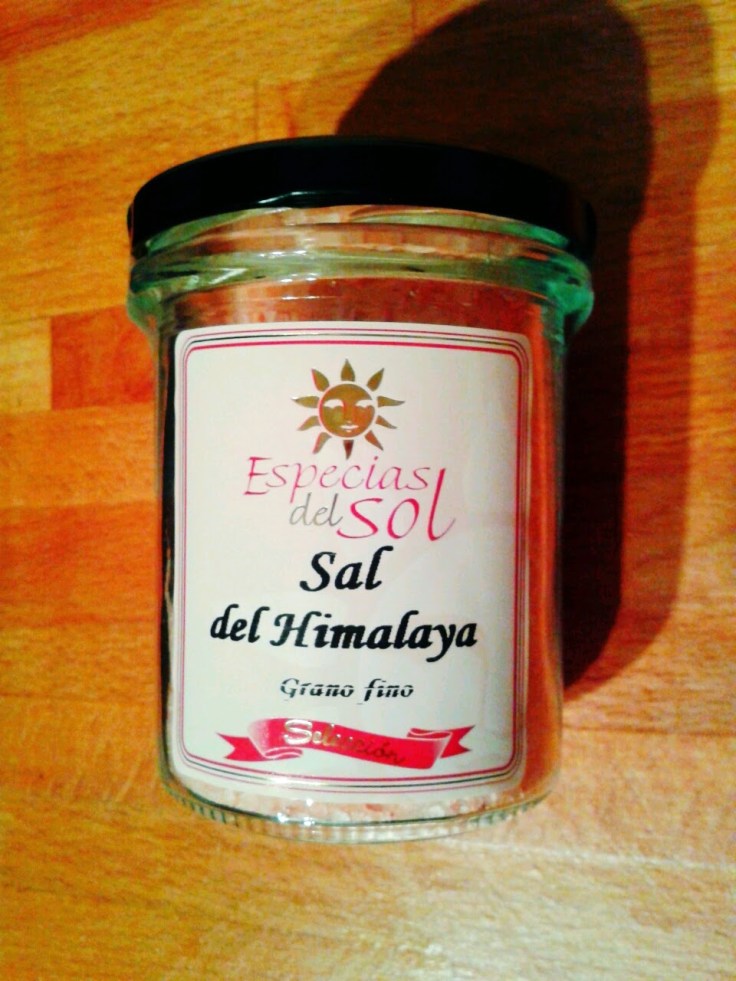 Especias
del sol
Sal
del Himalaya
Grano fino
Selección